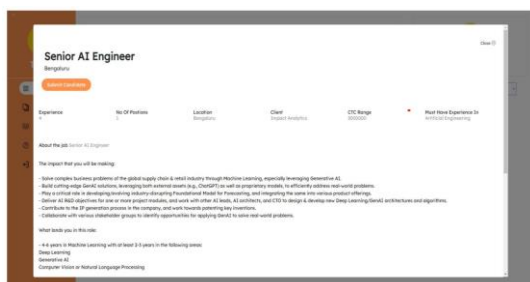 Close
Senior AI Engineer
Bengaluru
Submit Candidate
Experience No Of Positions Location Client CTC Range Must Have Experience In
4 1 Bengaluru Impact Analytics 3000000 Artificial Engineering
About the job Senior AI Engineer
The impact that you will be making:
- Solve complex business problems of the global supply chain & retail industry through Machine Learning, especially leveraging Generative AI.
- Build cutting-edge GenAI solutions, leveraging both external assets (e.g., ChatGPT) as well as proprietary models, to efficiently address real-world problems.
- Play a critical role in developing involving industry-disrupting Foundational Model for Forecasting, and integrating the same into various product offerings.
- Deliver AI R&D objectives for one or more project modules, and work with other AI leads, AI architects, and CTO to design & develop new Deep Learning/GenAI architectures and algorithms.
- Contribute to the IP generation process in the company, and work towards patenting key inventions.
- Collaborate with various stakeholder groups to identify opportunities for applying GenAI to solve real-world problems.
What lands you in this role:
- 4-6 years in Machine Learning with at least 2-3 years in the following areas:
Deep Learning
Generative AI
Computer Vision or Natural Language Processing